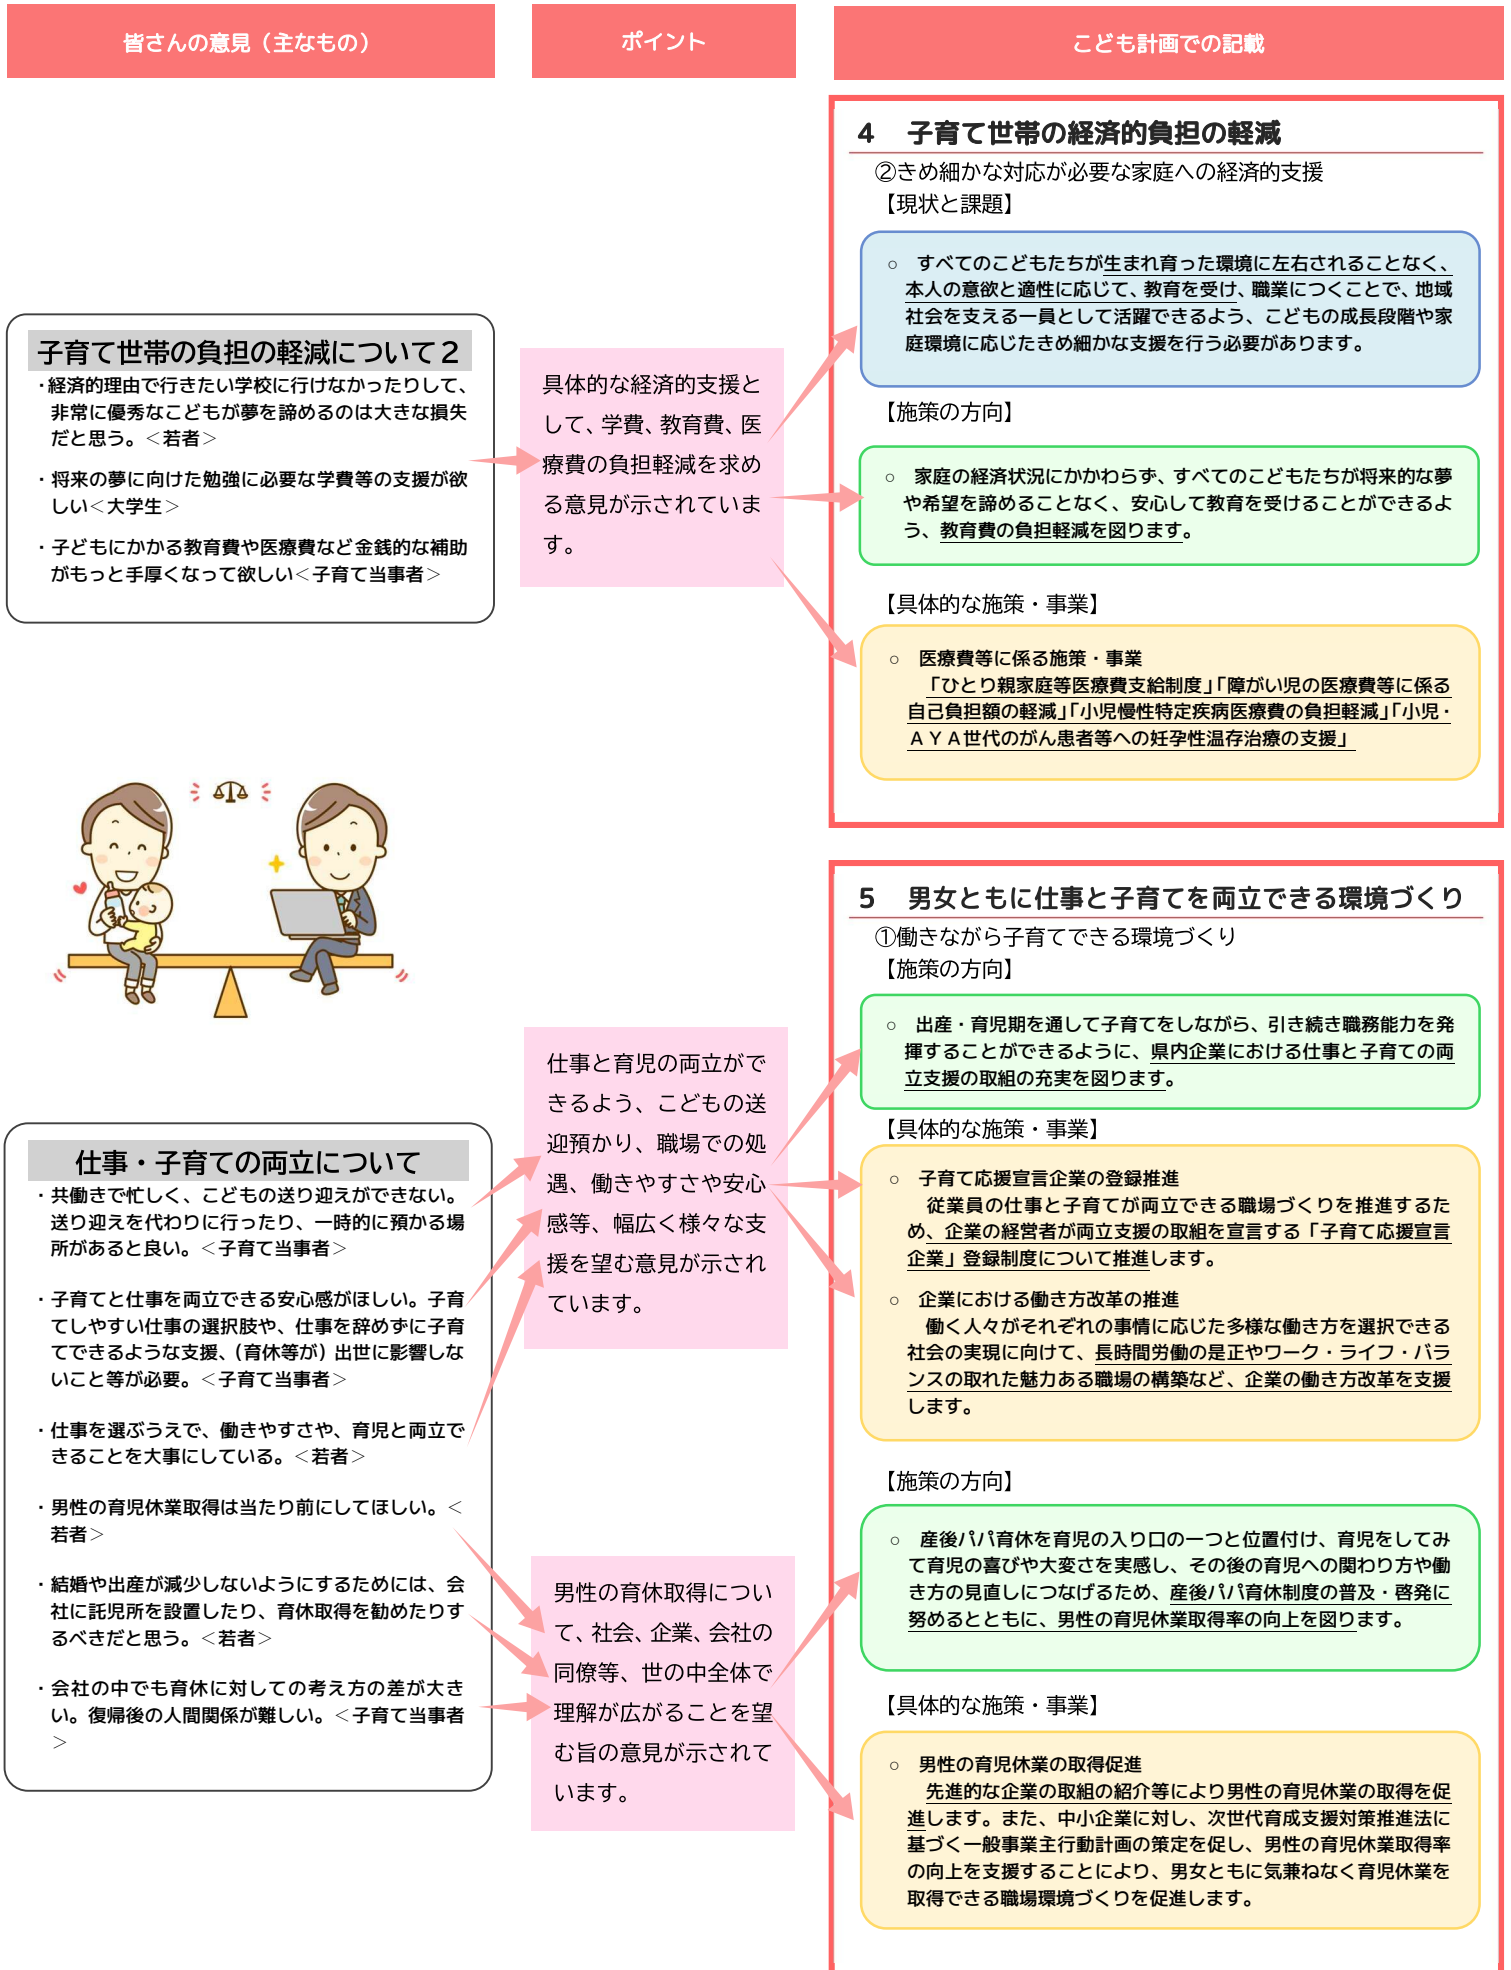 皆さんの意見（主なもの）
ポイント
こども計画での記載
子育て世帯の負担の軽減について２
・経済的理由で行きたい学校に行けなかったりして、
非常に優秀なこどもが夢を諦めるのは大きな損失
だと思う。＜若者＞
・将来の夢に向けた勉強に必要な学費等の支援が欲
しい＜大学生＞
・子どもにかかる教育費や医療費など金銭的な補助
がもっと手厚くなって欲しい＜子育て当事者＞
具体的な経済的支援と
して、学費、教育費、医
療費の負担軽減を求め
る意見が示されていま
す。
４　子育て世帯の経済的負担の軽減
②きめ細かな対応が必要な家庭への経済的支援
【現状と課題】
○　すべてのこどもたちが生まれ育った環境に左右されることなく、
本人の意欲と適性に応じて、教育を受け、職業につくことで、地域
社会を支える一員として活躍できるよう、こどもの成長段階や家
庭環境に応じたきめ細かな支援を行う必要があります。
【施策の方向】
○　家庭の経済状況にかかわらず、すべてのこどもたちが将来的な夢
や希望を諦めることなく、安心して教育を受けることができるよ
う、教育費の負担軽減を図ります。
【具体的な施策・事業】
○　医療費等に係る施策・事業
「ひとり親家庭等医療費支給制度」「障がい児の医療費等に係る
自己負担額の軽減」「小児慢性特定疾病医療費の負担軽減」「小児・
ＡＹＡ世代のがん患者等への妊孕性温存治療の支援」
仕事・子育ての両立について
・共働きで忙しく、こどもの送り迎えができない。
送り迎えを代わりに行ったり、一時的に預かる場
所があると良い。＜子育て当事者＞
・子育てと仕事を両立できる安心感がほしい。子育
てしやすい仕事の選択肢や、仕事を辞めずに子育
てできるような支援、（育休等が）出世に影響しな
いこと等が必要。＜子育て当事者＞
・仕事を選ぶうえで、働きやすさや、育児と両立で
きることを大事にしている。＜若者＞
・男性の育児休業取得は当たり前にしてほしい。＜
若者＞
・結婚や出産が減少しないようにするためには、会
社に託児所を設置したり、育休取得を勧めたりす
るべきだと思う。＜若者＞
・会社の中でも育休に対しての考え方の差が大き
い。復帰後の人間関係が難しい。＜子育て当事者
＞
仕事と育児の両立がで
きるよう、こどもの送
迎預かり、職場での処
遇、働きやすさや安心
感等、幅広く様々な支
援を望む意見が示され
ています。
男性の育休取得につい
て、社会、企業、会社の
同僚等、世の中全体で
理解が広がることを望
む旨の意見が示されて
います。
５　男女ともに仕事と子育てを両立できる環境づくり
①働きながら子育てできる環境づくり
【施策の方向】
○　出産・育児期を通して子育てをしながら、引き続き職務能力を発
揮することができるように、県内企業における仕事と子育ての両
立支援の取組の充実を図ります。
【具体的な施策・事業】
○　子育て応援宣言企業の登録推進
従業員の仕事と子育てが両立できる職場づくりを推進するた
め、企業の経営者が両立支援の取組を宣言する「子育て応援宣言
企業」登録制度について推進します。
○　企業における働き方改革の推進
働く人々がそれぞれの事情に応じた多様な働き方を選択できる
社会の実現に向けて、長時間労働の是正やワーク・ライフ・バラ
ンスの取れた魅力ある職場の構築など、企業の働き方改革を支援
します。
【施策の方向】
○　産後パパ育休を育児の入り口の一つと位置付け、育児をしてみ
て育児の喜びや大変さを実感し、その後の育児への関わり方や働
き方の見直しにつなげるため、産後パパ育休制度の普及・啓発に
努めるとともに、男性の育児休業取得率の向上を図ります。
【具体的な施策・事業】
○　男性の育児休業の取得促進
先進的な企業の取組の紹介等により男性の育児休業の取得を促
進します。また、中小企業に対し、次世代育成支援対策推進法に
基づく一般事業主行動計画の策定を促し、男性の育児休業取得率
の向上を支援することにより、男女ともに気兼ねなく育児休業を
取得できる職場環境づくりを促進します。